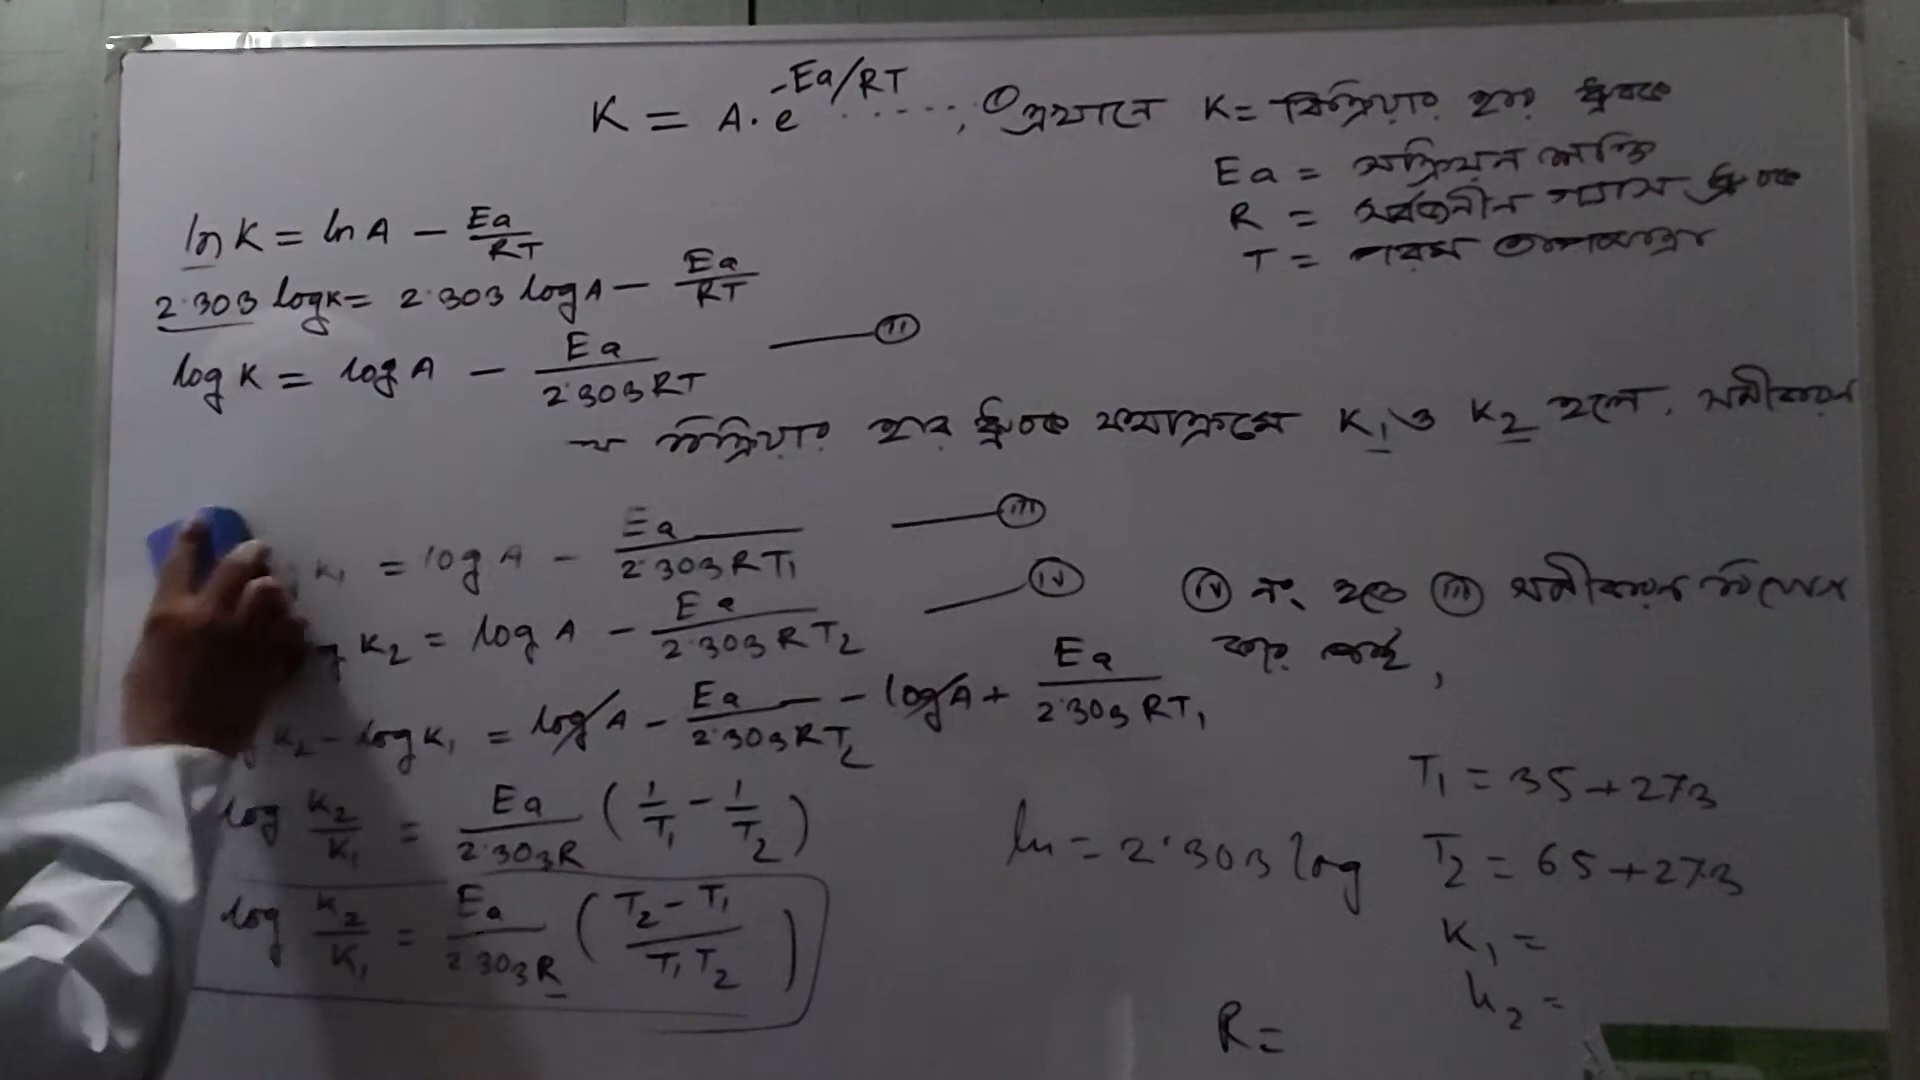 K = A. e^-Ea/RT ....., ① এখানে K = বিক্রিয়ার হার ধ্রুবক
Ea = সক্রিয়ন শক্তি
R = সর্বজনীন গ্যাস ধ্রুবক
T = পরম তাপমাত্রা
ln K = ln A - Ea/RT
2.303 log K = 2.303 log A - Ea/RT
log K = log A - Ea/2.303RT —(II)
বিক্রিয়ার হার ধ্রুবক যথাক্রমে K₁ ও K₂ হলে, সমীকরণ
K₁ = log A - Ea/2.303RT₁ —(III)
K₂ = log A - Ea/2.303RT₂ —(IV)
(IV) নং হতে (III) সমীকরণ বিয়োগ
করে পাই,
K₂ - log K₁ = log A - Ea/2.303RT₂ - log A + Ea/2.303RT₁
log K₂/K₁ = Ea/2.303R (1/T₁ - 1/T₂)
log K₂/K₁ = Ea/2.303R (T₂ - T₁/T₁T₂)
ln = 2.303 log
T₁ = 35 + 273
T₂ = 65 + 273
K₁ =
K₂ =
R =